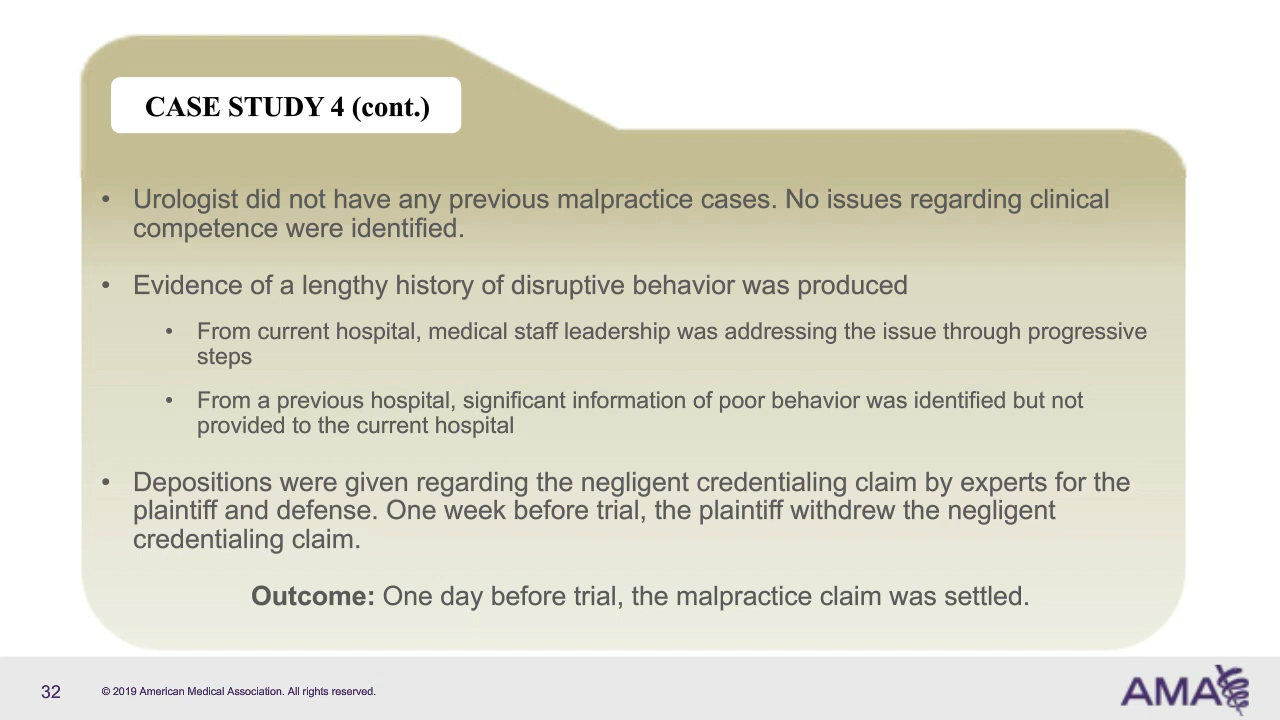 CASE STUDY 4 (cont.)
• Urologist did not have any previous malpractice cases. No issues regarding clinical
competence were identified.
• Evidence of a lengthy history of disruptive behavior was produced
• From current hospital, medical staff leadership was addressing the issue through progressive
steps
• From a previous hospital, significant information of poor behavior was identified but not
provided to the current hospital
• Depositions were given regarding the negligent credentialing claim by experts for the
plaintiff and defense. One week before trial, the plaintiff withdrew the negligent
credentialing claim.
Outcome: One day before trial, the malpractice claim was settled.
32
© 2019 American Medical Association. All rights reserved.
AMA